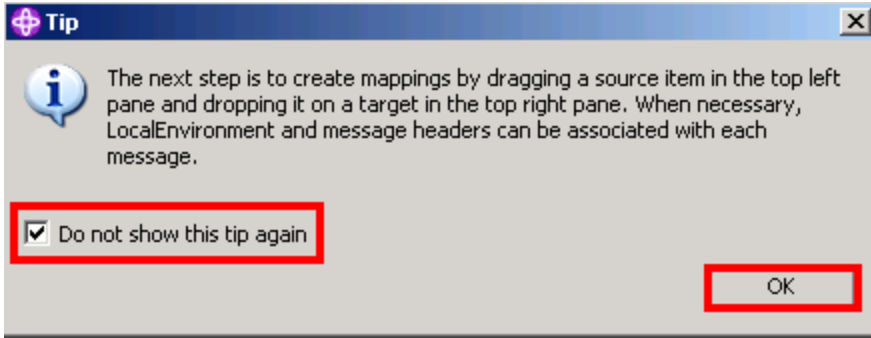 Tip
The next step is to create mappings by dragging a source item in the top left
pane and dropping it on a target in the top right pane. When necessary,
LocalEnvironment and message headers can be associated with each
message.
Do not show this tip again
OK